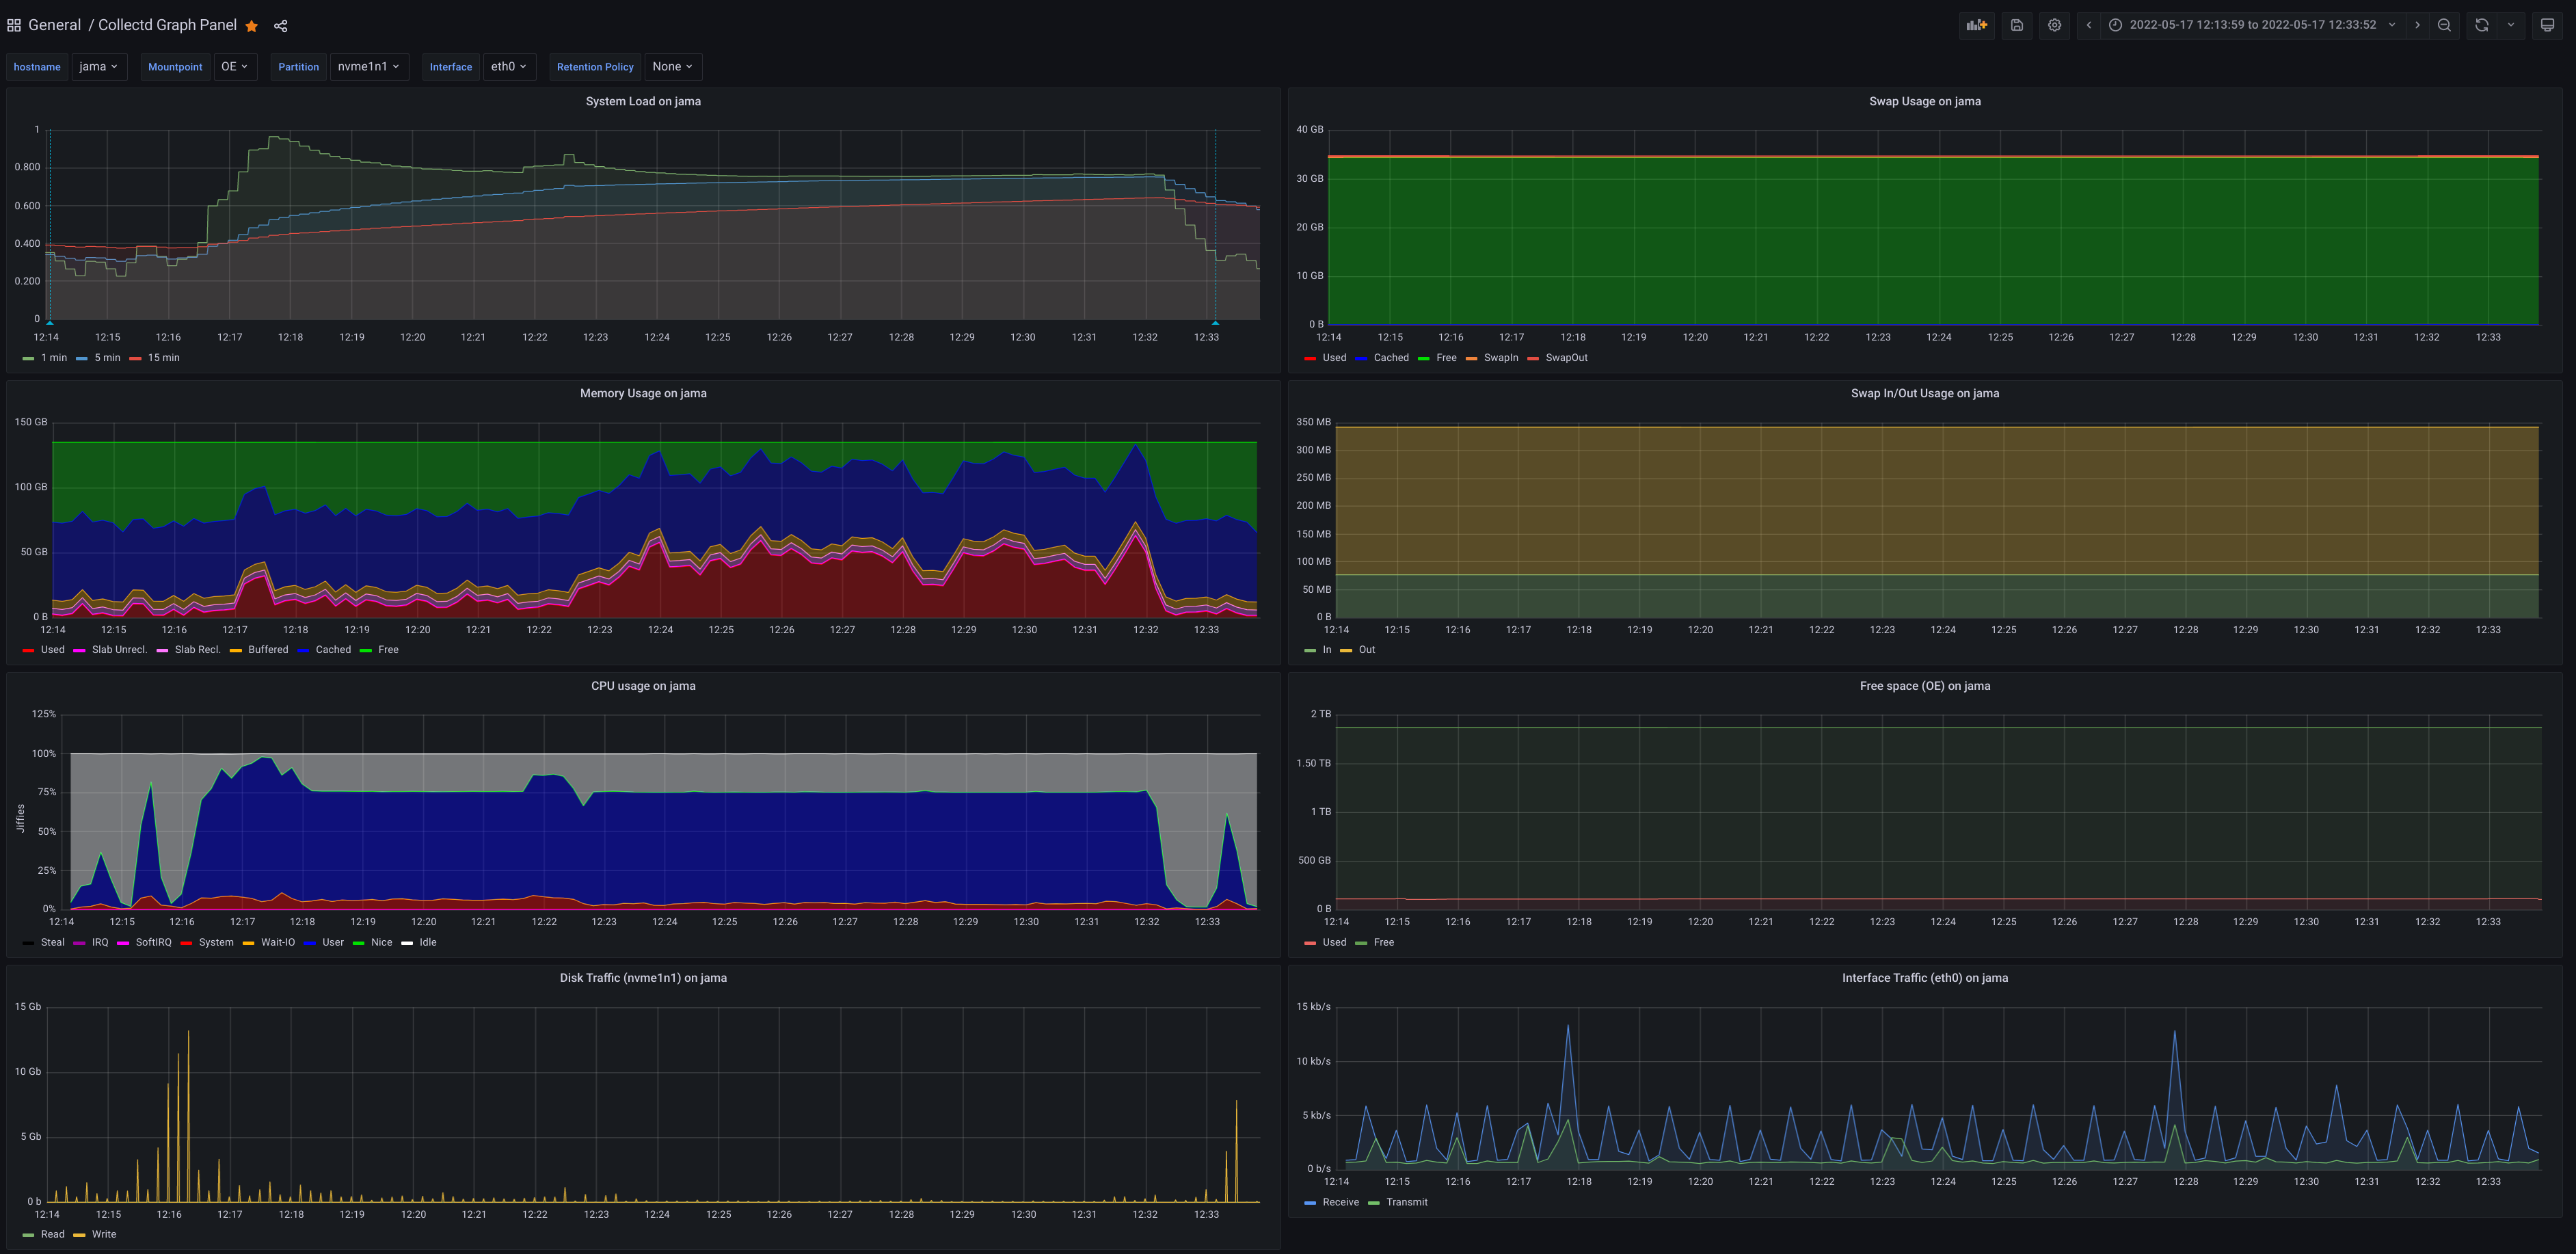 General / Collectd Graph Panel
2022-05-17 12:13:59 to 2022-05-17 12:33:52
hostname jama Mountpoint OE Partition nvme1n1 Interface eth0 Retention Policy None
System Load on jama
1
0.800
0.600
0.400
0.200
0
12:14 12:15 12:16 12:17 12:18 12:19 12:20 12:21 12:22 12:23 12:24 12:25 12:26 12:27 12:28 12:29 12:30 12:31 12:32 12:33
1 min 5 min 15 min
Swap Usage on jama
40 GB
30 GB
20 GB
10 GB
0 B
12:14 12:15 12:16 12:17 12:18 12:19 12:20 12:21 12:22 12:23 12:24 12:25 12:26 12:27 12:28 12:29 12:30 12:31 12:32 12:33
Used Cached Free SwapIn SwapOut
Memory Usage on jama
150 GB
100 GB
50 GB
0 B
12:14 12:15 12:16 12:17 12:18 12:19 12:20 12:21 12:22 12:23 12:24 12:25 12:26 12:27 12:28 12:29 12:30 12:31 12:32 12:33
Used Slab Unrecl. Slab Recl. Buffered Cached Free
Swap In/Out Usage on jama
350 MB
300 MB
250 MB
200 MB
150 MB
100 MB
50 MB
0 B
12:14 12:15 12:16 12:17 12:18 12:19 12:20 12:21 12:22 12:23 12:24 12:25 12:26 12:27 12:28 12:29 12:30 12:31 12:32 12:33
In Out
CPU usage on jama
Jiffies
125%
100%
75%
50%
25%
0%
12:14 12:15 12:16 12:17 12:18 12:19 12:20 12:21 12:22 12:23 12:24 12:25 12:26 12:27 12:28 12:29 12:30 12:31 12:32 12:33
Steal IRQ SoftIRQ System Wait-IO User Nice Idle
Free space (OE) on jama
2 TB
1.50 TB
1 TB
500 GB
0 B
12:14 12:15 12:16 12:17 12:18 12:19 12:20 12:21 12:22 12:23 12:24 12:25 12:26 12:27 12:28 12:29 12:30 12:31 12:32 12:33
Used Free
Disk Traffic (nvme1n1) on jama
15 Gb
10 Gb
5 Gb
0 b
12:14 12:15 12:16 12:17 12:18 12:19 12:20 12:21 12:22 12:23 12:24 12:25 12:26 12:27 12:28 12:29 12:30 12:31 12:32 12:33
Read Write
Interface Traffic (eth0) on jama
15 kb/s
10 kb/s
5 kb/s
0 b/s
12:14 12:15 12:16 12:17 12:18 12:19 12:20 12:21 12:22 12:23 12:24 12:25 12:26 12:27 12:28 12:29 12:30 12:31 12:32 12:33
Receive Transmit